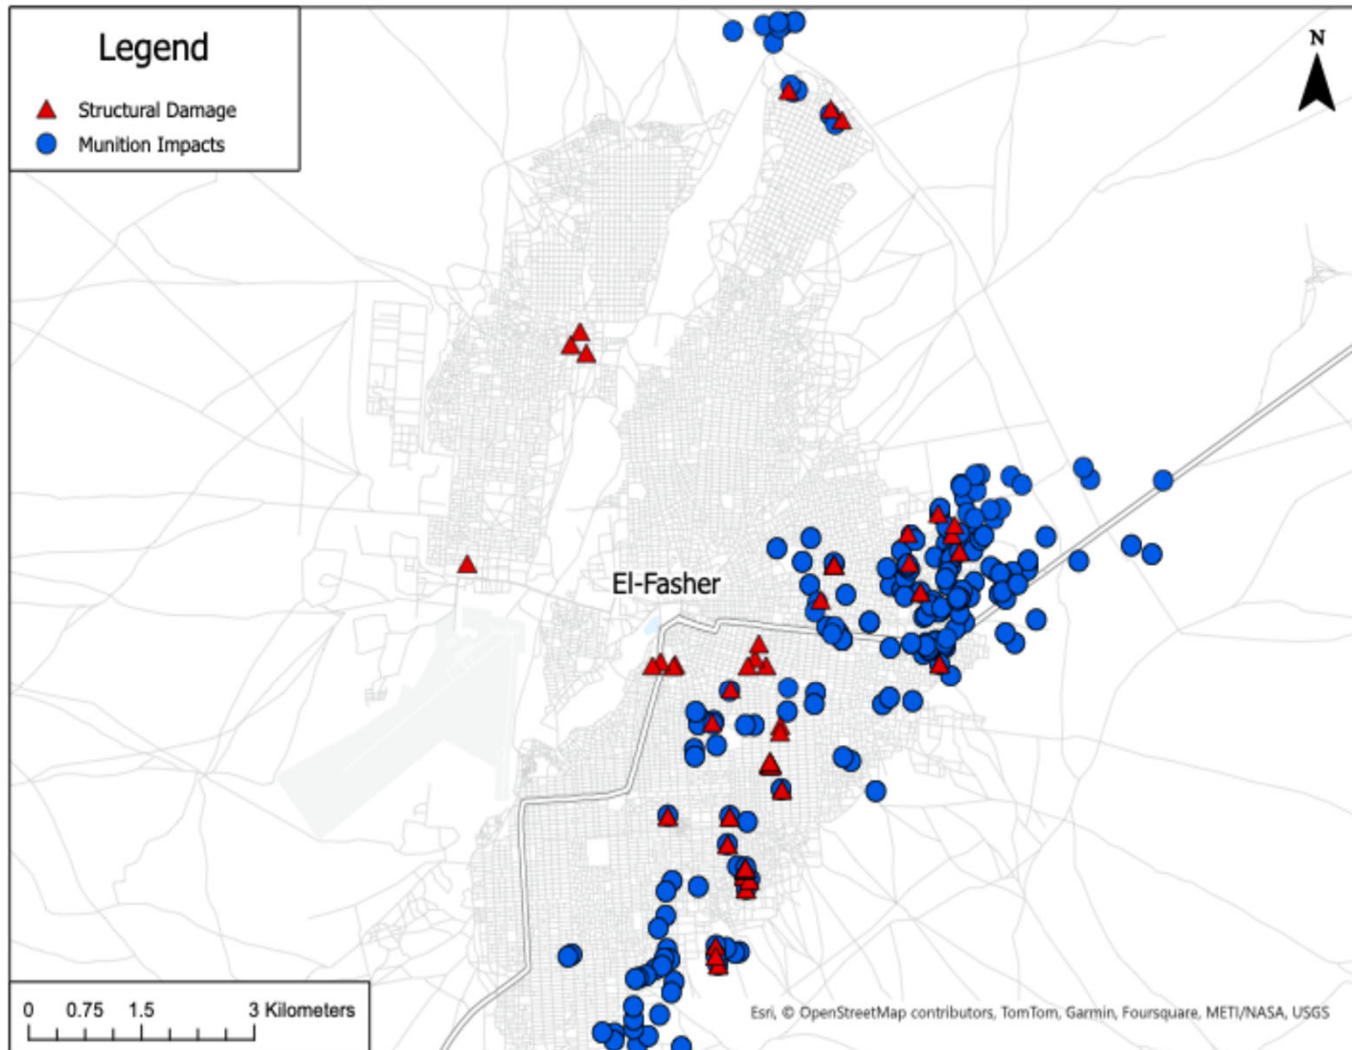 Legend
Structural Damage
Munition Impacts
N
El-Fasher
0 0.75 1.5 3 Kilometers
Esri, © OpenStreetMap contributors, TomTom, Garmin, Foursquare, METI/NASA, USGS